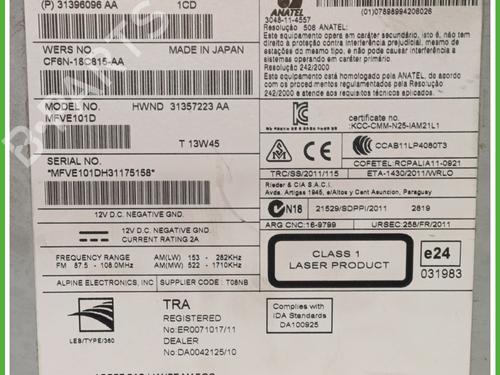 (P) 31396096 AA 1CD
WERS NO. MADE IN JAPAN
CF6N-18C815-AA
MODEL NO. HWND 31357223 AA
MFVE101D
T 13W45
SERIAL NO.
*MFVE101DH31175158*
12V D.C. NEGATIVE GND.
12V D.C. NEGATIVE GND.
CURRENT RATING 2A
FREQUENCY RANGE AM(LW) 153 - 282KHz
FM 87.5 - 108.0MHz AM(MW) 522 - 1710KHz
ALPINE ELECTRONICS, INC SUPPLIER CODE: T08NB
LES/TYPE/360
TRA
REGISTERED
No:ER0071017/11
DEALER
No:DA0042125/10
(01)07898994208026
ANATEL
3048-11-4557
Resolução 506 ANATEL:
Este equipamento opera em caráter secundário, isto é, não tem
direito à proteção contra interferência prejudicial, mesmo de
estações do mesmo tipo, e não pode causar interferência
a sistemas operando em caráter primário.
Resolução 242/2000
Este equipamento está homologado pela ANATEL, de acordo com
os procedimentos regulamentados pela Resolução
242/2000 e atende aos requisitos técnicos aplicados.
certificate no.
:KCC-CMM-N25-IAM21L1
CCAB11LP4080T3
COFETEL:RCPALIA11-0921
TRC/SS/2011/115 ETA-1430/2011/WRLO
Rieder & CIA S.A.C.I.
Avds. Artigas 1945, e/Altos y Cent Asuncion, Paraguay
N18 21529/SDPPI/2011 2819
ARG CNC:16-9799 URSEC:258/FR/2011
CLASS 1
LASER PRODUCT
e24
031983
Complies with
IDA Standards
DA100925